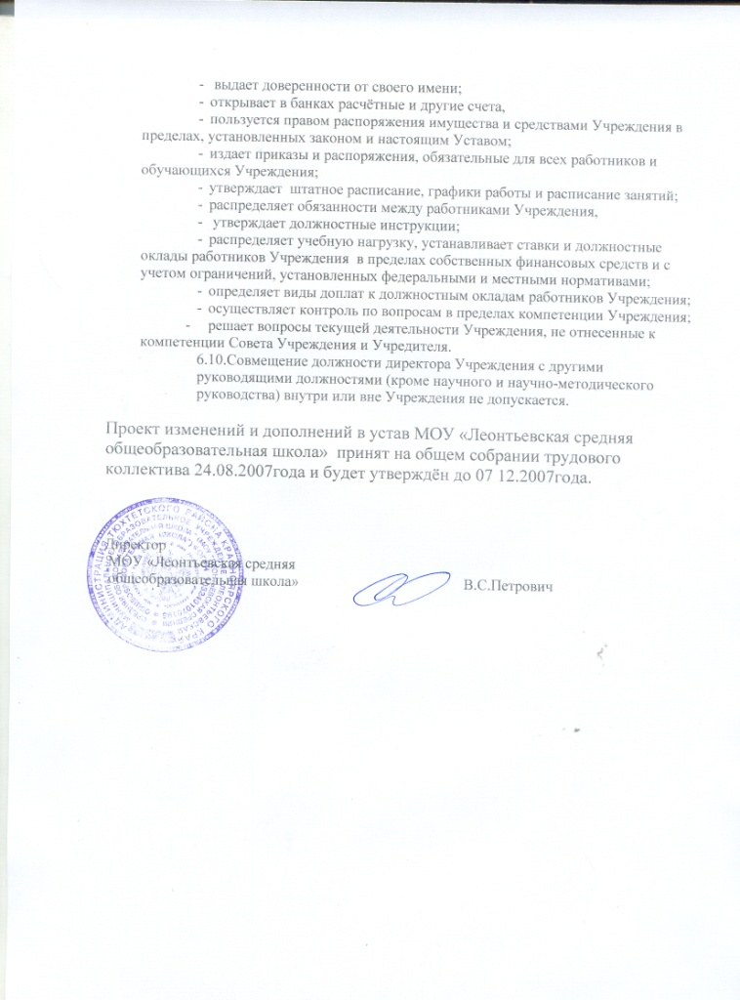 - выдает доверенности от своего имени;
- открывает в банках расчётные и другие счета,
- пользуется правом распоряжения имущества и средствами Учреждения в
пределах, установленных законом и настоящим Уставом;
- издает приказы и распоряжения, обязательные для всех работников и
обучающихся Учреждения;
- утверждает штатное расписание, графики работы и расписание занятий;
- распределяет обязанности между работниками Учреждения,
- утверждает должностные инструкции;
- распределяет учебную нагрузку, устанавливает ставки и должностные
оклады работников Учреждения в пределах собственных финансовых средств и с
учетом ограничений, установленных федеральными и местными нормативами;
- определяет виды доплат к должностным окладам работников Учреждения;
- осуществляет контроль по вопросам в пределах компетенции Учреждения;
- решает вопросы текущей деятельности Учреждения, не отнесенные к
компетенции Совета Учреждения и Учредителя.
6.10.Совмещение должности директора Учреждения с другими
руководящими должностями (кроме научного и научно-методического
руководства) внутри или вне Учреждения не допускается.
Проект изменений и дополнений в устав МОУ «Леонтьевская средняя
общеобразовательная школа» принят на общем собрании трудового
коллектива 24.08.2007года и будет утверждён до 07 12.2007года.
Директор
МОУ «Леонтьевская средняя
общеобразовательная школа»
В.С.Петрович
АДМИНИСТРАЦИЯ ТЮХТЕТСКОГО РАЙОНА КРАСНОЯРСКОГО КРАЯ